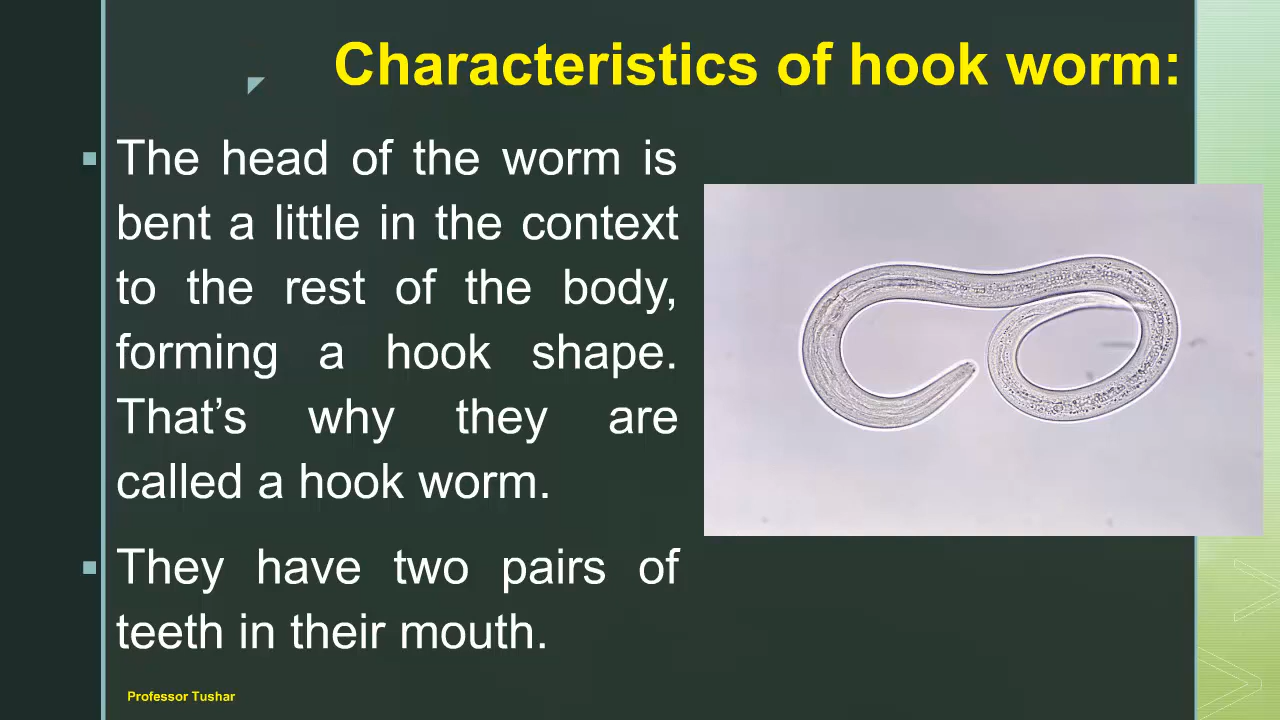 Characteristics of hook worm:
The head of the worm is
bent a little in the context
to the rest of the body,
forming a hook shape.
That’s why they are
called a hook worm.
They have two pairs of
teeth in their mouth.
Professor Tushar